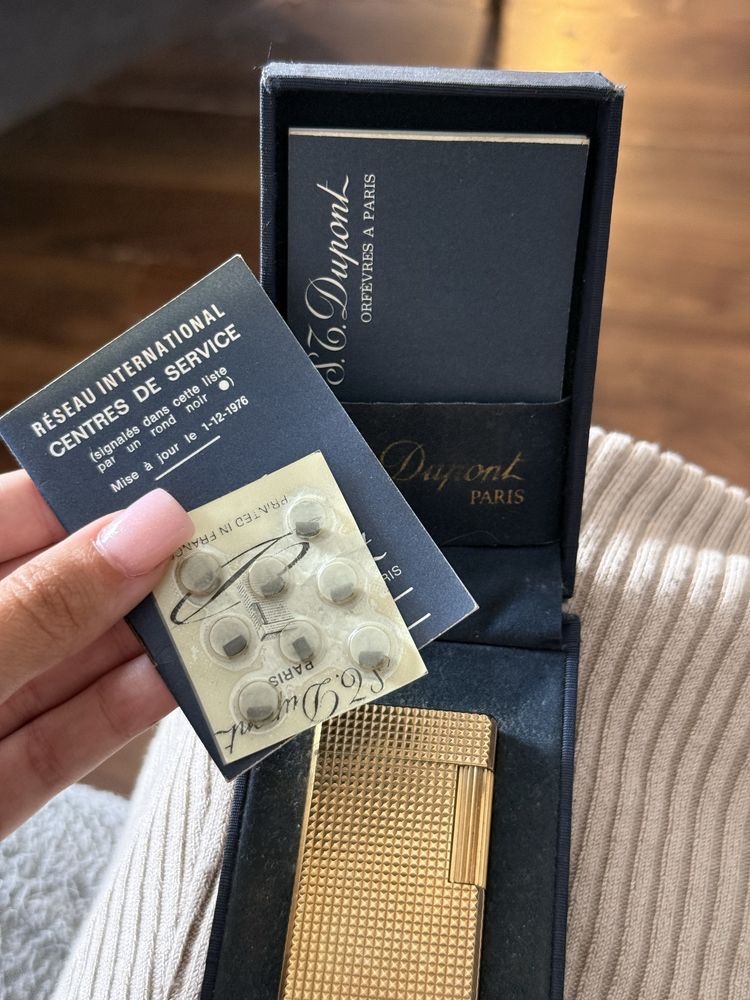 S.T. Dupont
ORFÈVRES A PARIS
Dupont
PARIS
RÉSEAU INTERNATIONAL
CENTRES DE SERVICE
(signalés dans cette liste
par un rond noir ●)
Mise à jour le 1-12-1976
PRINTED IN FRANCE
S.T. Dupont
PARIS